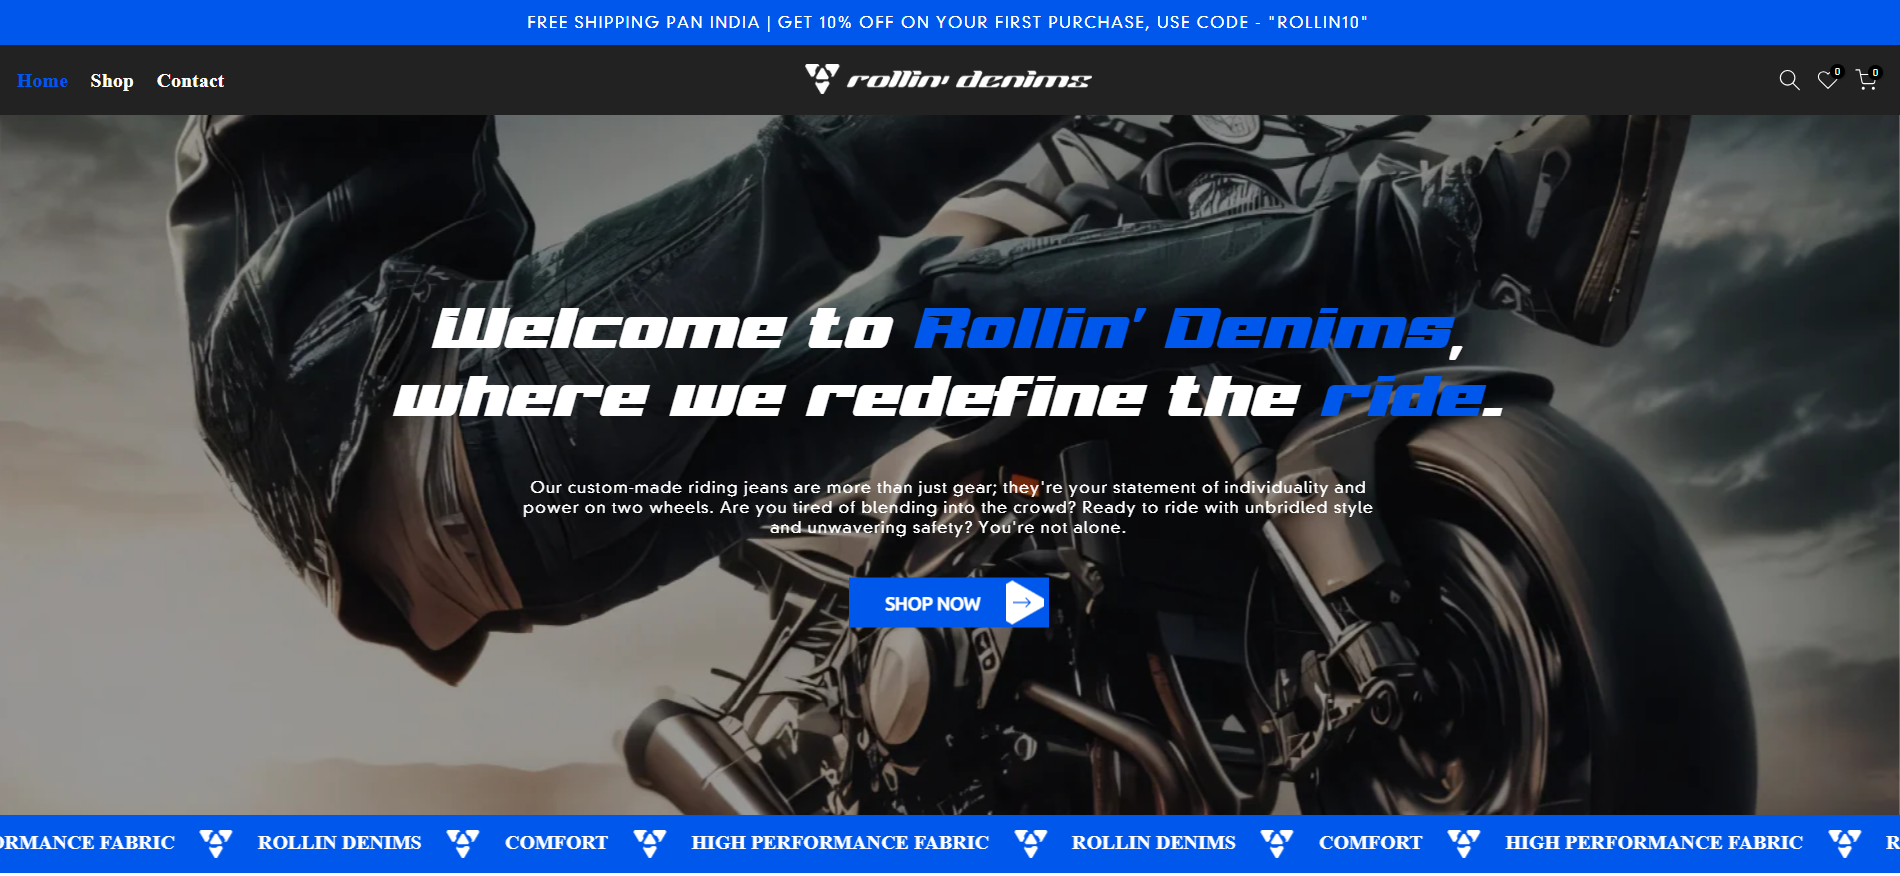 FREE SHIPPING PAN INDIA | GET 10% OFF ON YOUR FIRST PURCHASE, USE CODE - "ROLLIN10"
Home Shop Contact rollin' denims 0 0
Welcome to Rollin' Denims,
where we redefine the ride.
Our custom-made riding jeans are more than just gear; they're your statement of individuality and
power on two wheels. Are you tired of blending into the crowd? Ready to ride with unbridled style
and unwavering safety? You're not alone.
SHOP NOW
ORMANCE FABRIC ROLLIN DENIMS COMFORT HIGH PERFORMANCE FABRIC ROLLIN DENIMS COMFORT HIGH PERFORMANCE FABRIC R